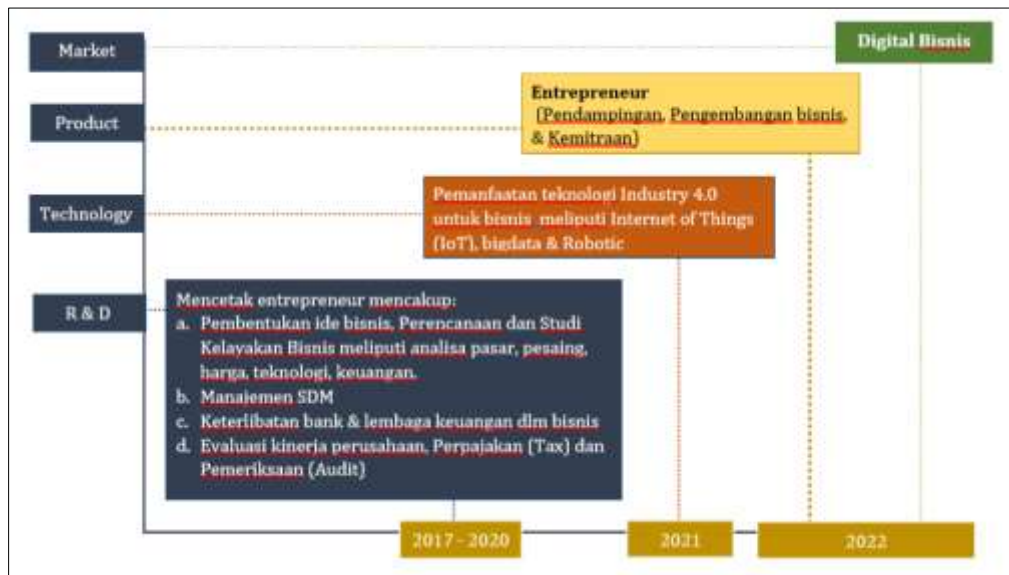 Market
Digital Bisnis
Product
Entrepreneur
(Pendampingan, Pengembangan bisnis,
& Kemitraan)
Technology
Pemanfaatan teknologi Industry 4.0
untuk bisnis meliputi Internet of Things
(IoT), bigdata & Robotic
R & D
Mencetak entrepreneur mencakup:
a. Pembentukan ide bisnis, Perencanaan dan Studi
Kelayakan Bisnis meliputi analisa pasar, pesaing,
harga, teknologi, keuangan.
b. Manajemen SDM
c. Keterlibatan bank & lembaga keuangan dlm bisnis
d. Evaluasi kinerja perusahaan, Perpajakan (Tax) dan
Pemeriksaan (Audit)
2017 - 2020
2021
2022